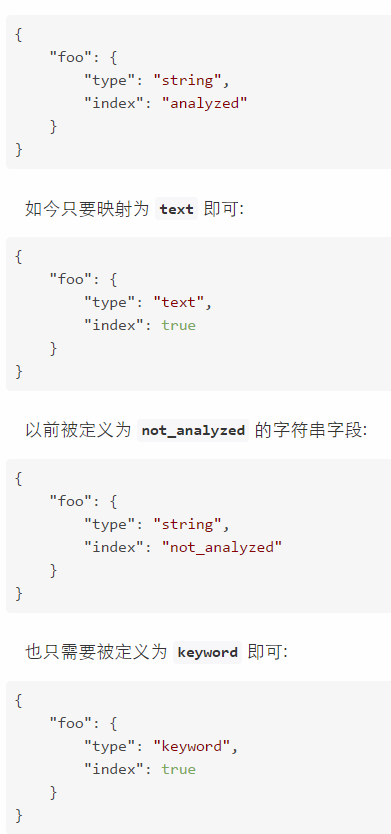 {
    "foo": {
        "type": "string",
        "index": "analyzed"
    }
}
如今只要映射为 text 即可:
{
    "foo": {
        "type": "text",
        "index": true
    }
}
以前被定义为 not_analyzed 的字符串字段:
{
    "foo": {
        "type": "string",
        "index": "not_analyzed"
    }
}
也只需要被定义为 keyword 即可:
{
    "foo": {
        "type": "keyword",
        "index": true
    }
}